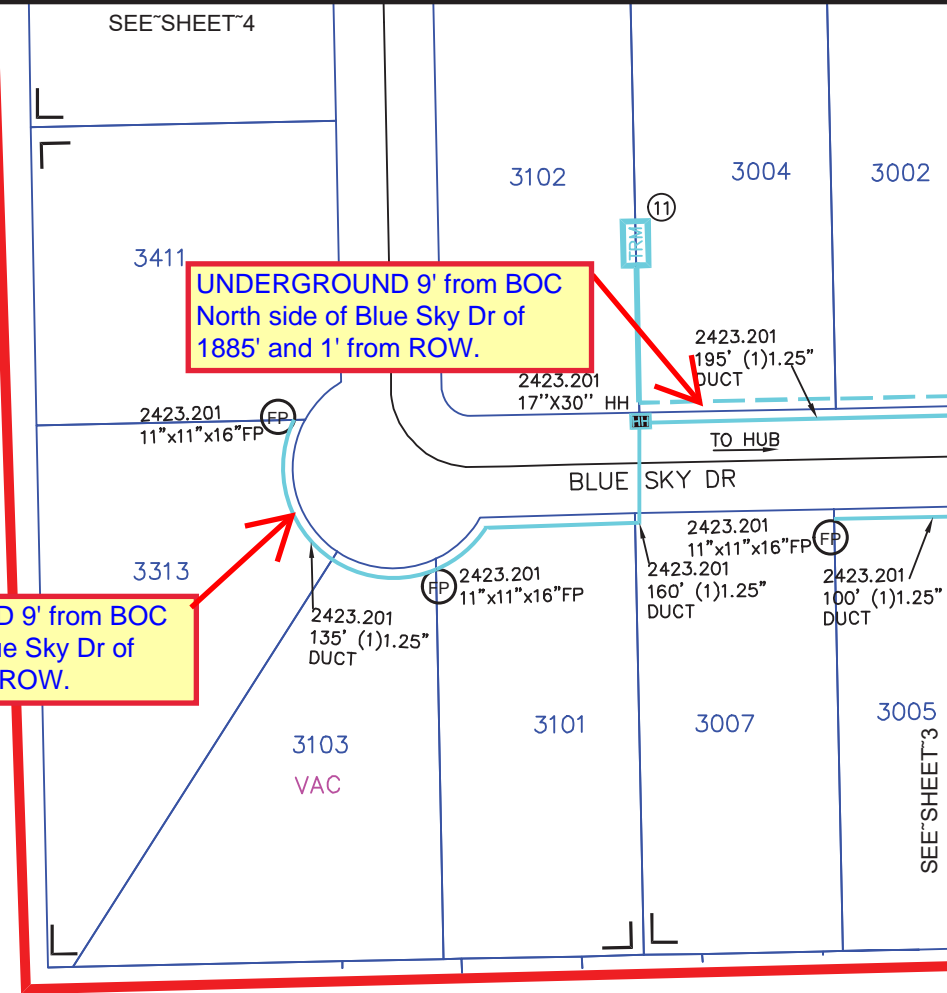 SEE~SHEET~4
3102
3004
3002
11
TRM
3411
UNDERGROUND 9' from BOC
North side of Blue Sky Dr of
1885' and 1' from ROW.
2423.201
195' (1)1.25"
DUCT
2423.201
17"X30" HH
HH
2423.201
11"x11"x16"FP
FP
TO HUB
BLUE SKY DR
2423.201
11"x11"x16"FP
FP
3313
FP
2423.201
11"x11"x16"FP
2423.201
160' (1)1.25"
DUCT
2423.201
100' (1)1.25"
DUCT
D 9' from BOC
ue Sky Dr of
ROW.
2423.201
135' (1)1.25"
DUCT
3103
VAC
3101
3007
3005
SEE~SHEET~3